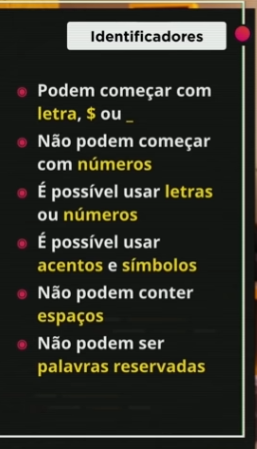 Identificadores
Podem começar com
letra, $ ou _
Não podem começar
com números
É possível usar letras
ou números
É possível usar
acentos e símbolos
Não podem conter
espaços
Não podem ser
palavras reservadas